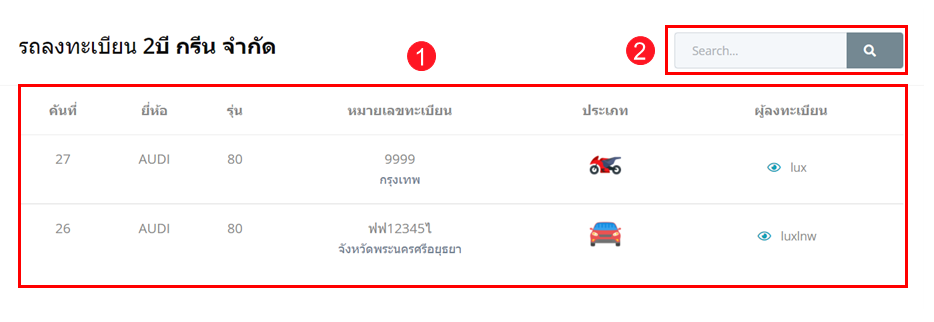 รถลงทะเบียน 2บี กรีน จำกัด
1
2
Search...
คันที่ ยี่ห้อ รุ่น หมายเลขทะเบียน ประเภท ผู้ลงทะเบียน
27 AUDI 80 9999 lux
กรุงเทพ
26 AUDI 80 ฟฟ12345ไ luxlnw
จังหวัดพระนครศรีอยุธยา